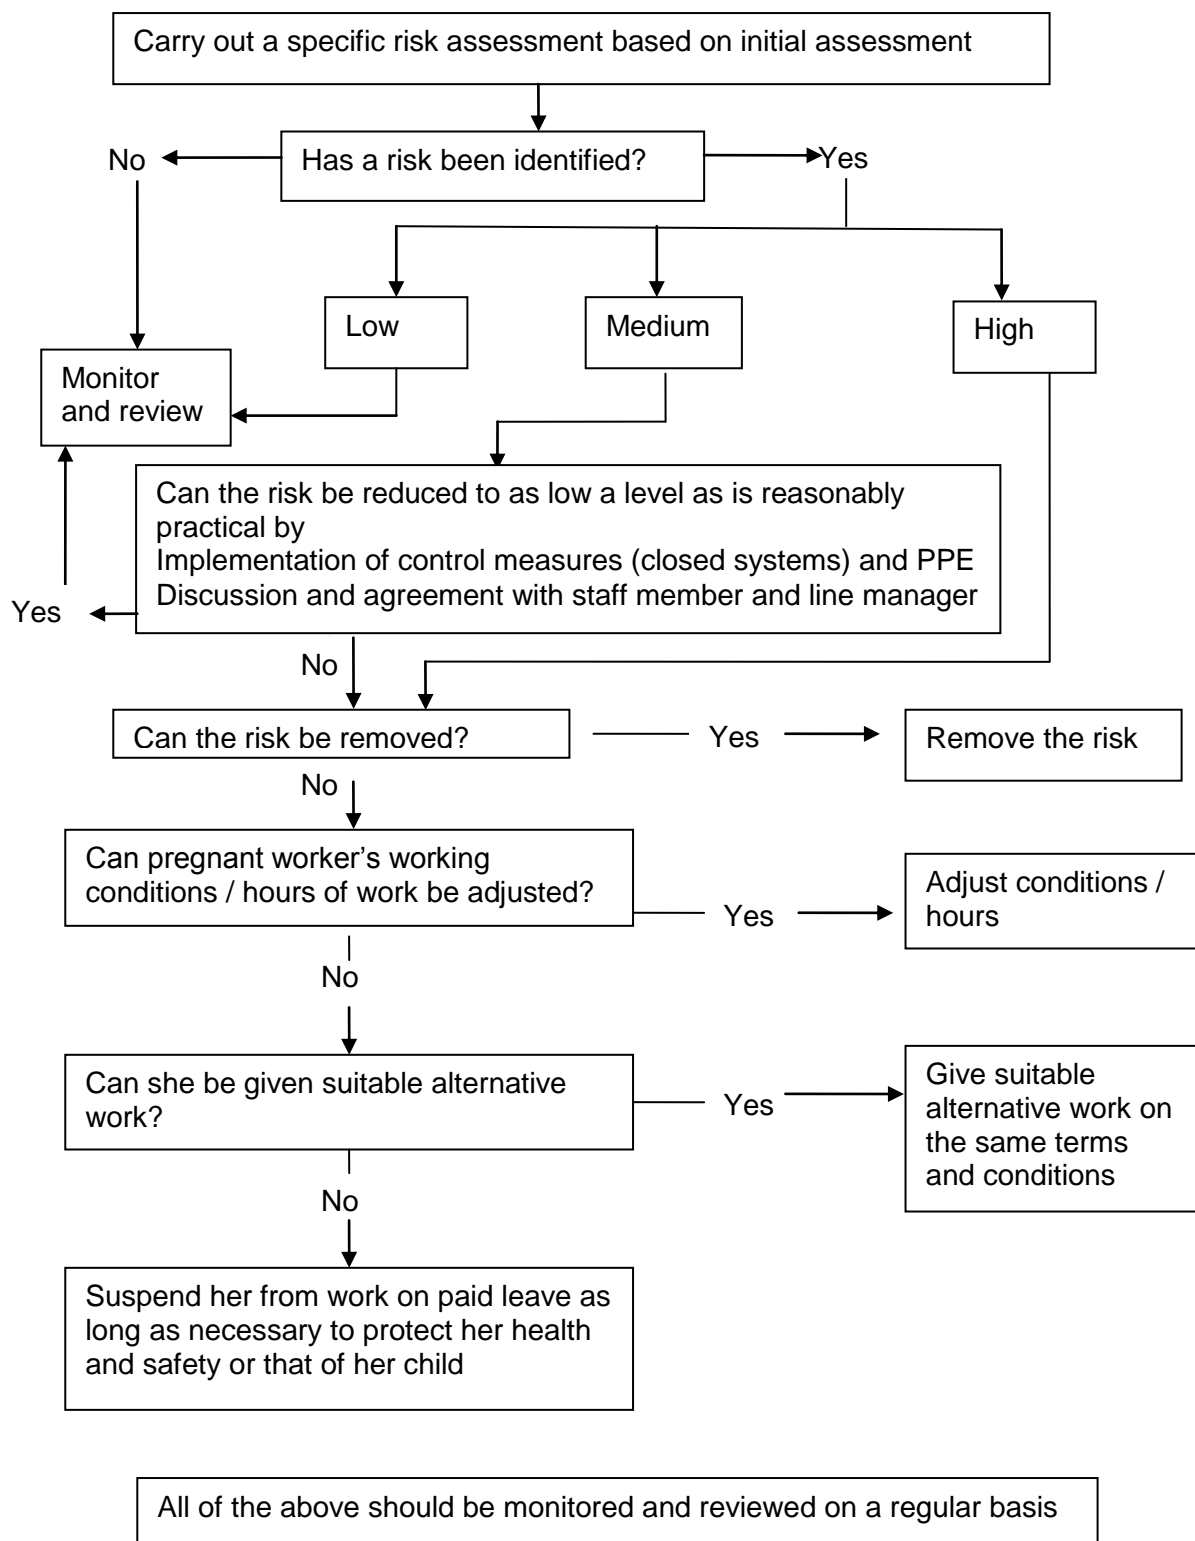 Carry out a specific risk assessment based on initial assessment
No
Has a risk been identified?
Yes
Low
Medium
High
Monitor
and review
Can the risk be reduced to as low a level as is reasonably
practical by
Implementation of control measures (closed systems) and PPE
Discussion and agreement with staff member and line manager
Yes
No
Can the risk be removed?
Yes
Remove the risk
No
Can pregnant worker's working
conditions / hours of work be adjusted?
Yes
Adjust conditions /
hours
No
Can she be given suitable alternative
work?
Yes
Give suitable
alternative work on
the same terms
and conditions
No
Suspend her from work on paid leave as
long as necessary to protect her health
and safety or that of her child
All of the above should be monitored and reviewed on a regular basis